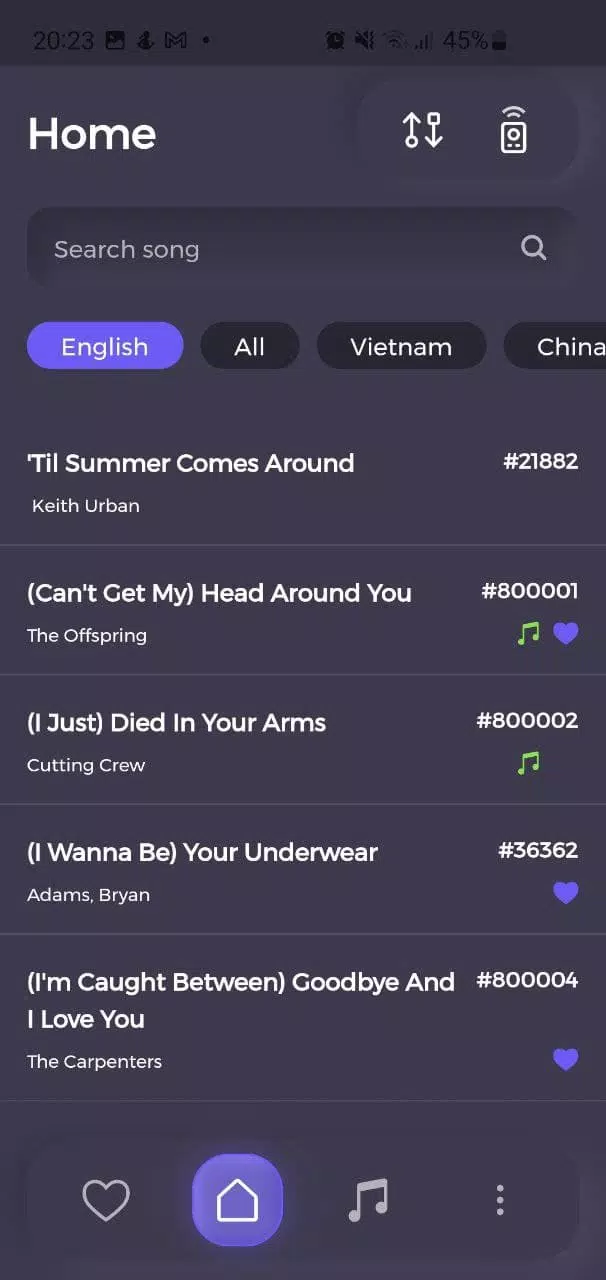 20:23 45%
Home
Search song
English All Vietnam China
'Til Summer Comes Around #21882
Keith Urban
(Can't Get My) Head Around You #800001
The Offspring
(I Just) Died In Your Arms #800002
Cutting Crew
(I Wanna Be) Your Underwear #36362
Adams, Bryan
(I'm Caught Between) Goodbye And #800004
I Love You
The Carpenters